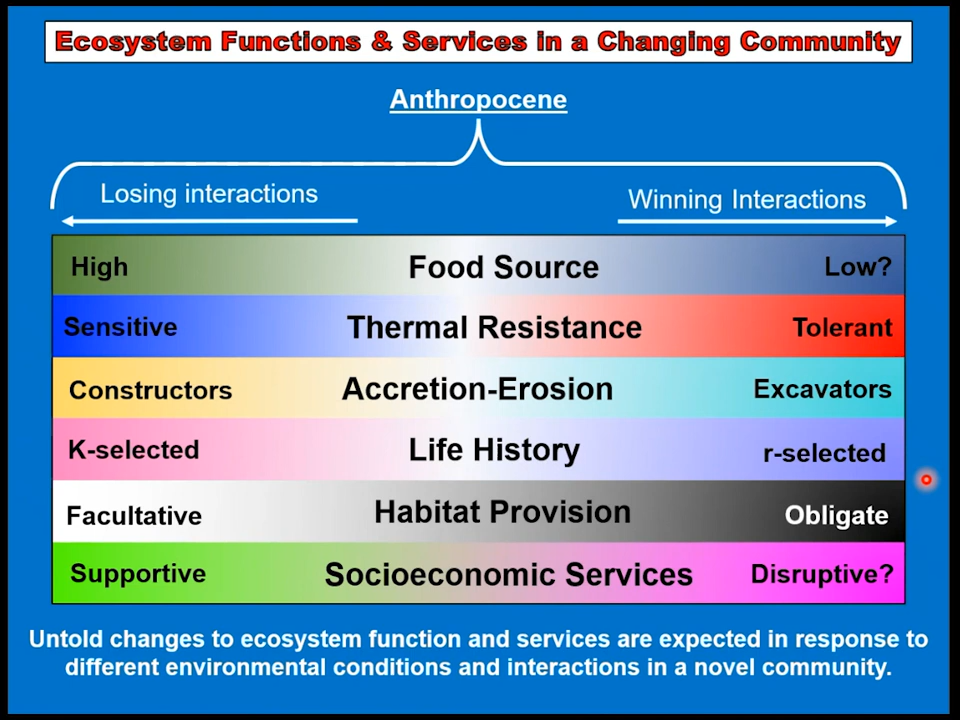 Ecosystem Functions & Services in a Changing Community
Anthropocene
Losing interactions
Winning Interactions
High Food Source Low?
Sensitive Thermal Resistance Tolerant
Constructors Accretion-Erosion Excavators
K-selected Life History r-selected
Facultative Habitat Provision Obligate
Supportive Socioeconomic Services Disruptive?
Untold changes to ecosystem function and services are expected in response to
different environmental conditions and interactions in a novel community.